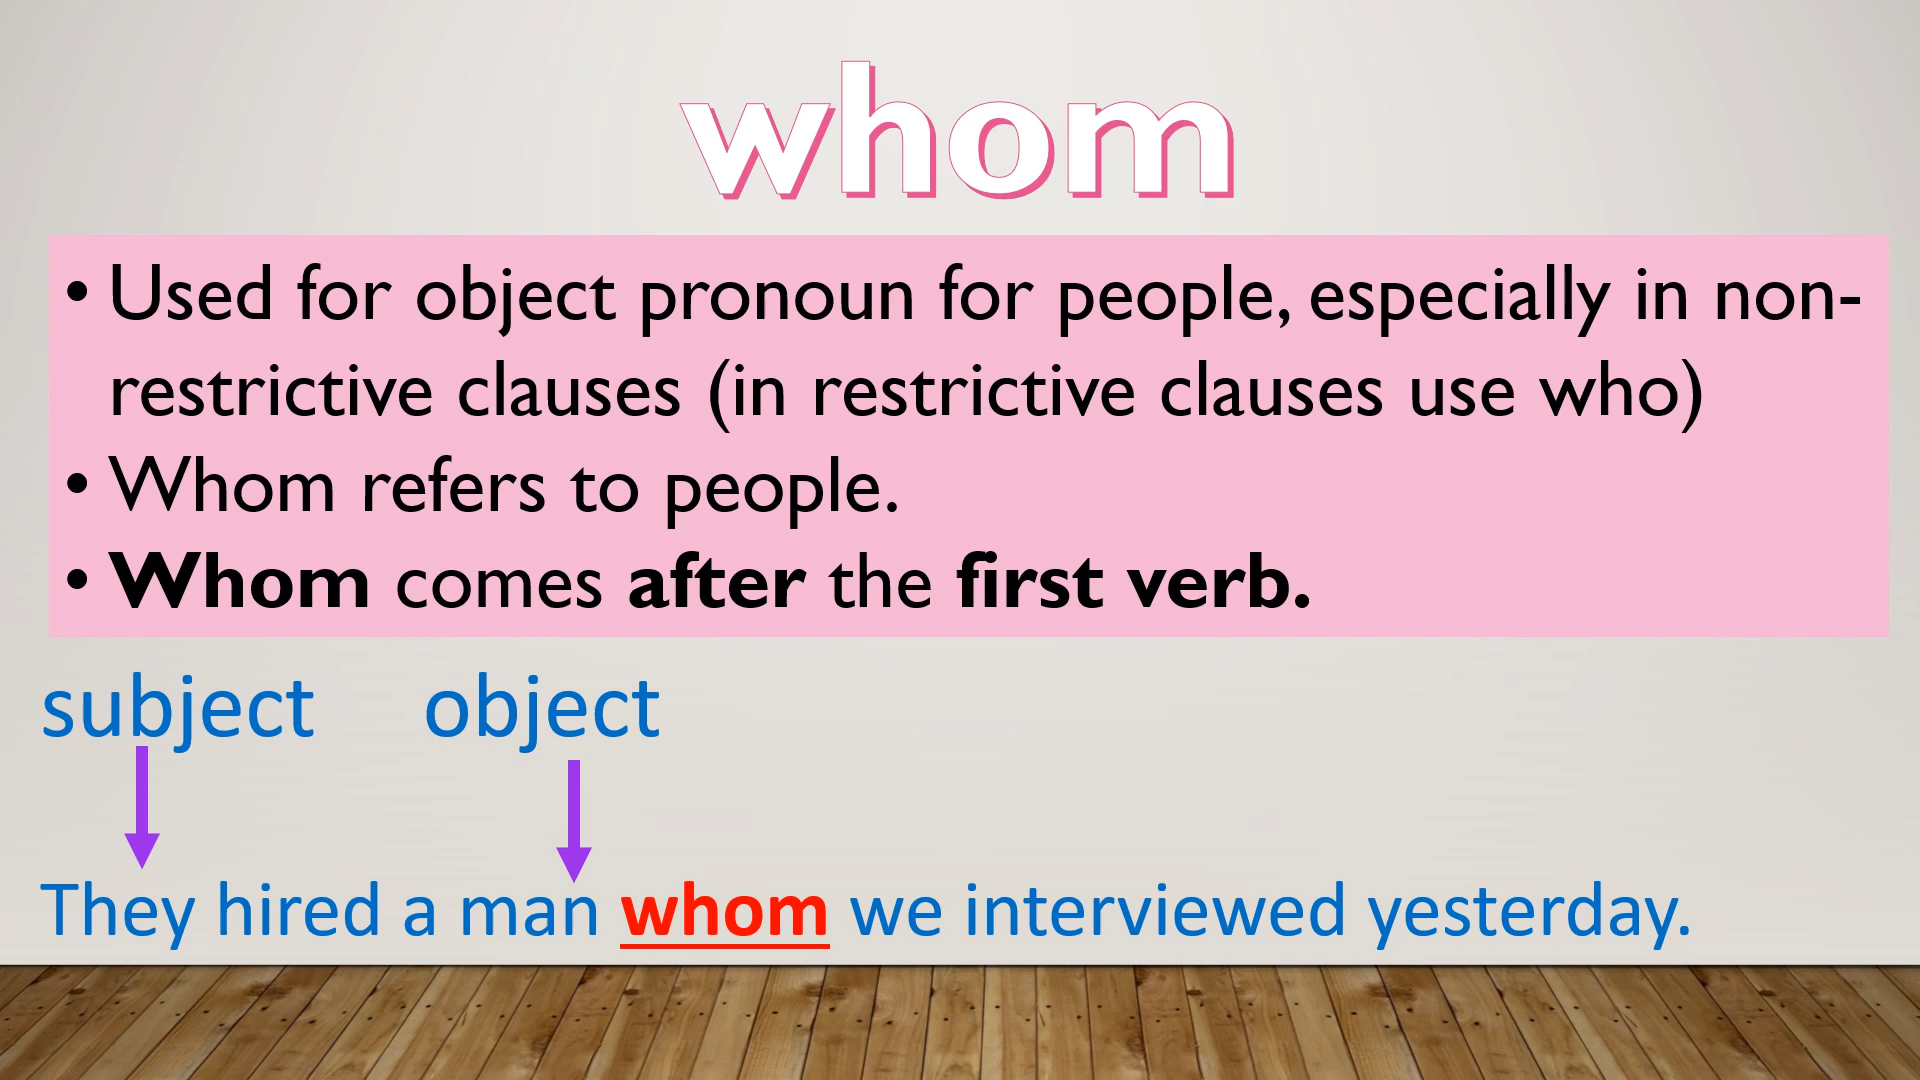 whom
• Used for object pronoun for people, especially in non-
restrictive clauses (in restrictive clauses use who)
• Whom refers to people.
• Whom comes after the first verb.
subject object
They hired a man whom we interviewed yesterday.